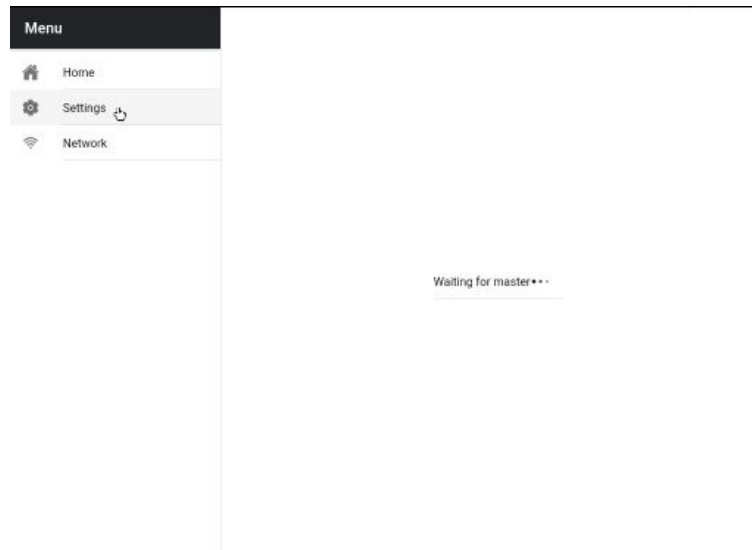 Menu
Home
Settings
Network
Waiting for master•••